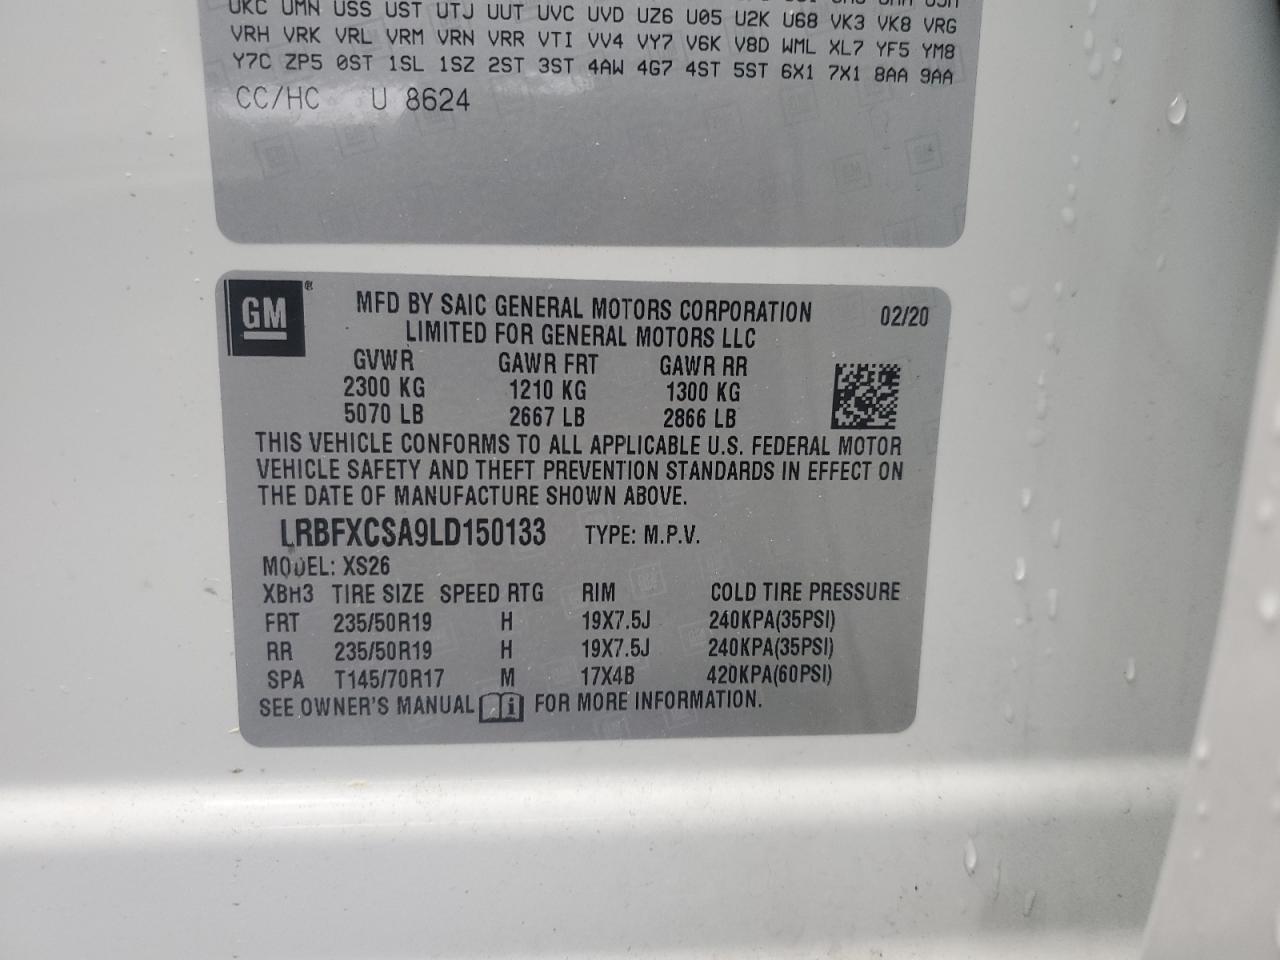 UKC UMN USS UST UTJ UUT UVC UVD UZ6 U05 U2K U68 VK3 VK8 VRG
VRH VRK VRL VRM VRN VRR VTI VV4 VY7 V6K V8D WML XL7 YF5 YM8
Y7C ZP5 0ST 1SL 1SZ 2ST 3ST 4AW 4G7 4ST 5ST 6X1 7X1 8AA 9AA
CC/HC U 8624
GM ®
MFD BY SAIC GENERAL MOTORS CORPORATION 02/20
LIMITED FOR GENERAL MOTORS LLC
GVWR GAWR FRT GAWR RR
2300 KG 1210 KG 1300 KG
5070 LB 2667 LB 2866 LB
THIS VEHICLE CONFORMS TO ALL APPLICABLE U.S. FEDERAL MOTOR
VEHICLE SAFETY AND THEFT PREVENTION STANDARDS IN EFFECT ON
THE DATE OF MANUFACTURE SHOWN ABOVE.
LRBFXCSA9LD150133 TYPE: M.P.V.
MODEL: XS26
XBH3 TIRE SIZE SPEED RTG RIM COLD TIRE PRESSURE
FRT 235/50R19 H 19X7.5J 240KPA(35PSI)
RR 235/50R19 H 19X7.5J 240KPA(35PSI)
SPA T145/70R17 M 17X4B 420KPA(60PSI)
SEE OWNER'S MANUAL i FOR MORE INFORMATION.